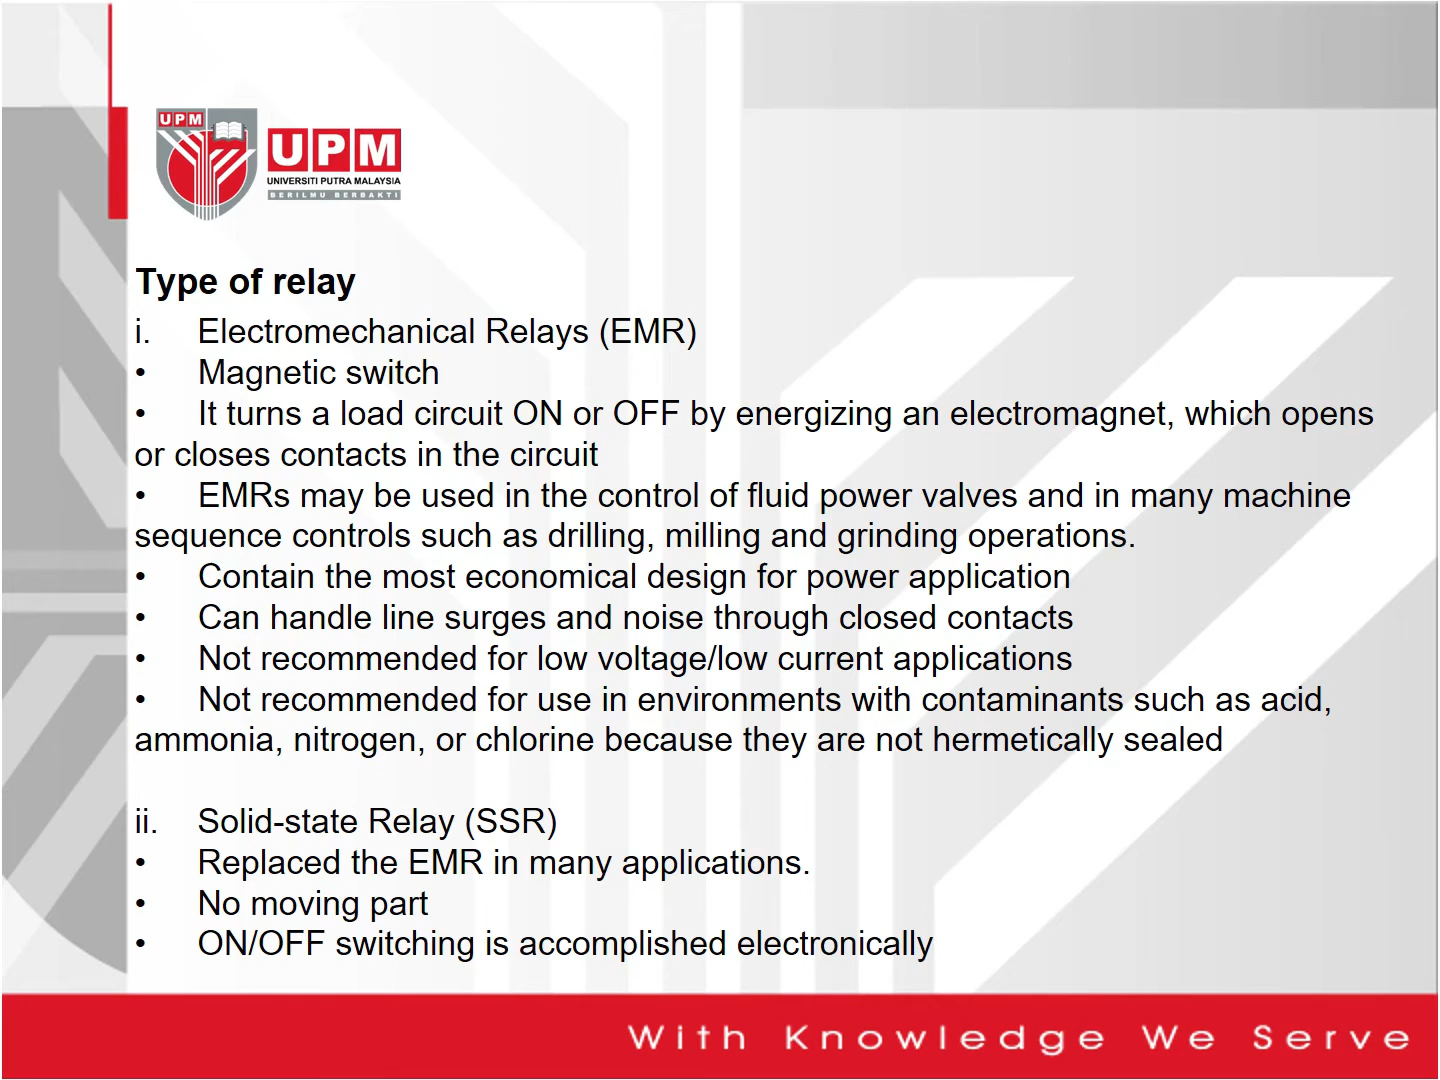 UPM
UPM
UNIVERSITI PUTRA MALAYSIA
BERILMU BERBAKTI
Type of relay
i. Electromechanical Relays (EMR)
• Magnetic switch
• It turns a load circuit ON or OFF by energizing an electromagnet, which opens
or closes contacts in the circuit
• EMRs may be used in the control of fluid power valves and in many machine
sequence controls such as drilling, milling and grinding operations.
• Contain the most economical design for power application
• Can handle line surges and noise through closed contacts
• Not recommended for low voltage/low current applications
• Not recommended for use in environments with contaminants such as acid,
ammonia, nitrogen, or chlorine because they are not hermetically sealed
ii. Solid-state Relay (SSR)
• Replaced the EMR in many applications.
• No moving part
• ON/OFF switching is accomplished electronically
With Knowledge We Serve